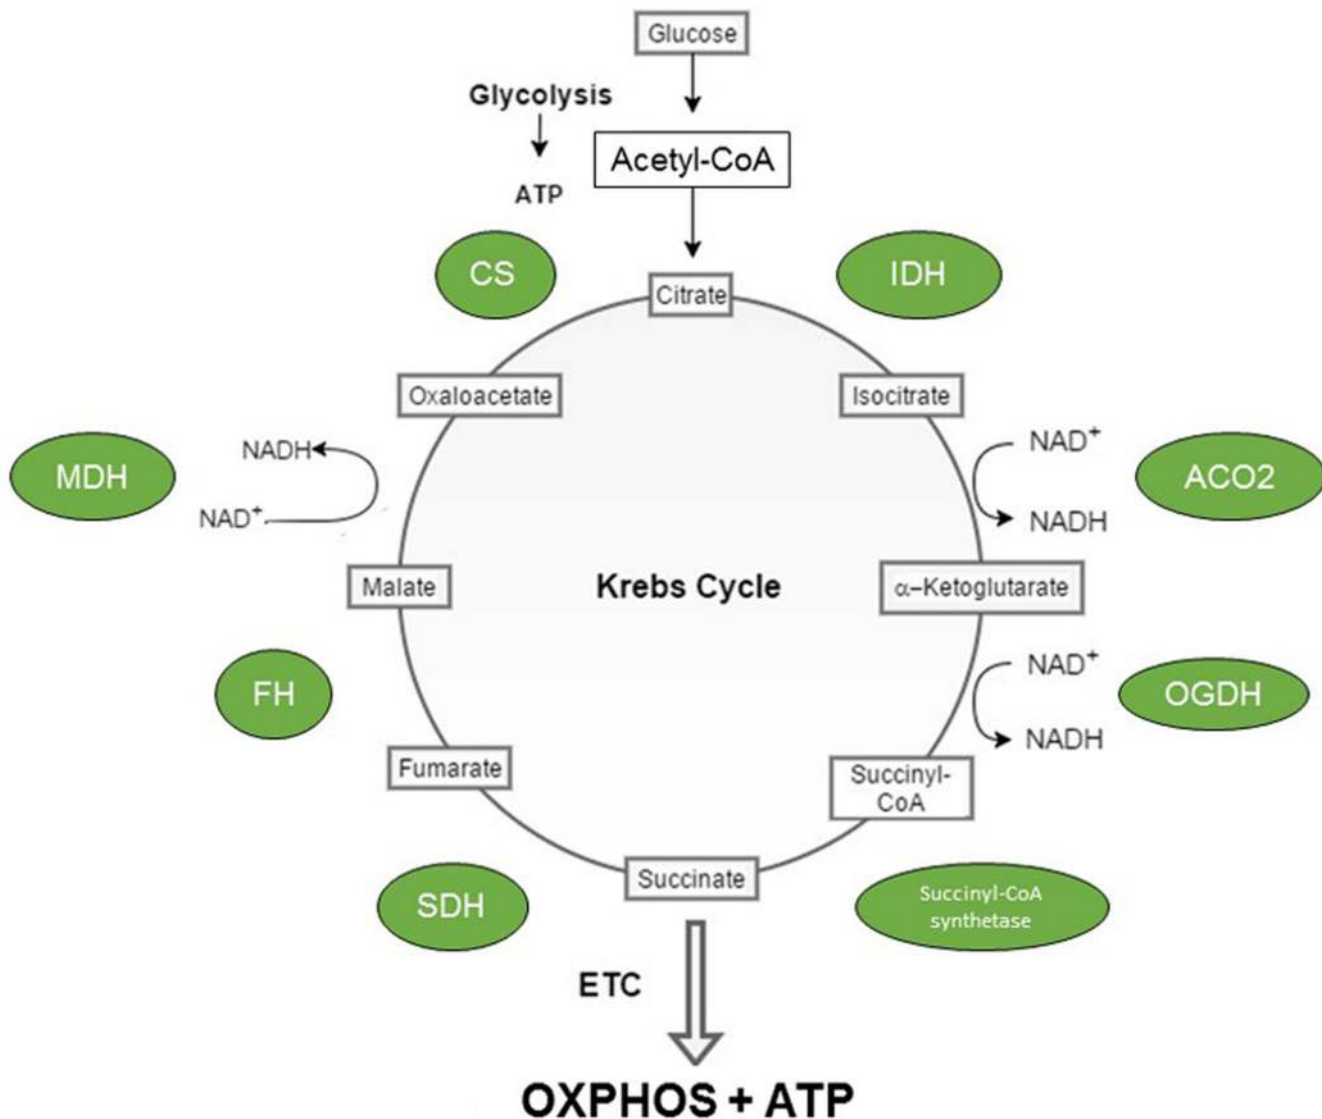 Glucose
Glycolysis
Acetyl-CoA
ATP
CS
IDH
Citrate
Oxaloacetate
Isocitrate
NADH
NAD⁺
MDH
ACO2
NAD⁺
NADH
Malate
Krebs Cycle
α–Ketoglutarate
NAD⁺
FH
OGDH
NADH
Fumarate
Succinyl-
CoA
Succinate
SDH
Succinyl-CoA
synthetase
ETC
OXPHOS + ATP